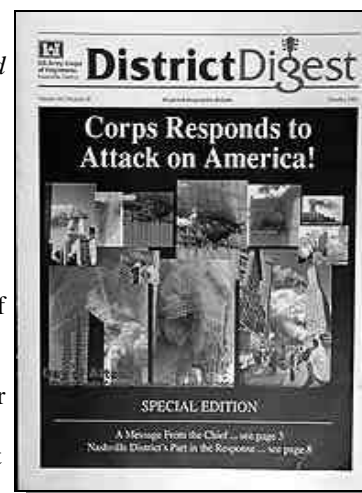 US Army Corps
of Engineers
DistrictDigest
Corps Responds to
Attack on America!
SPECIAL EDITION
A Message From the Chief ... see page 3
Nashville District's Part in the Response ... see page 8
d
f
r
t